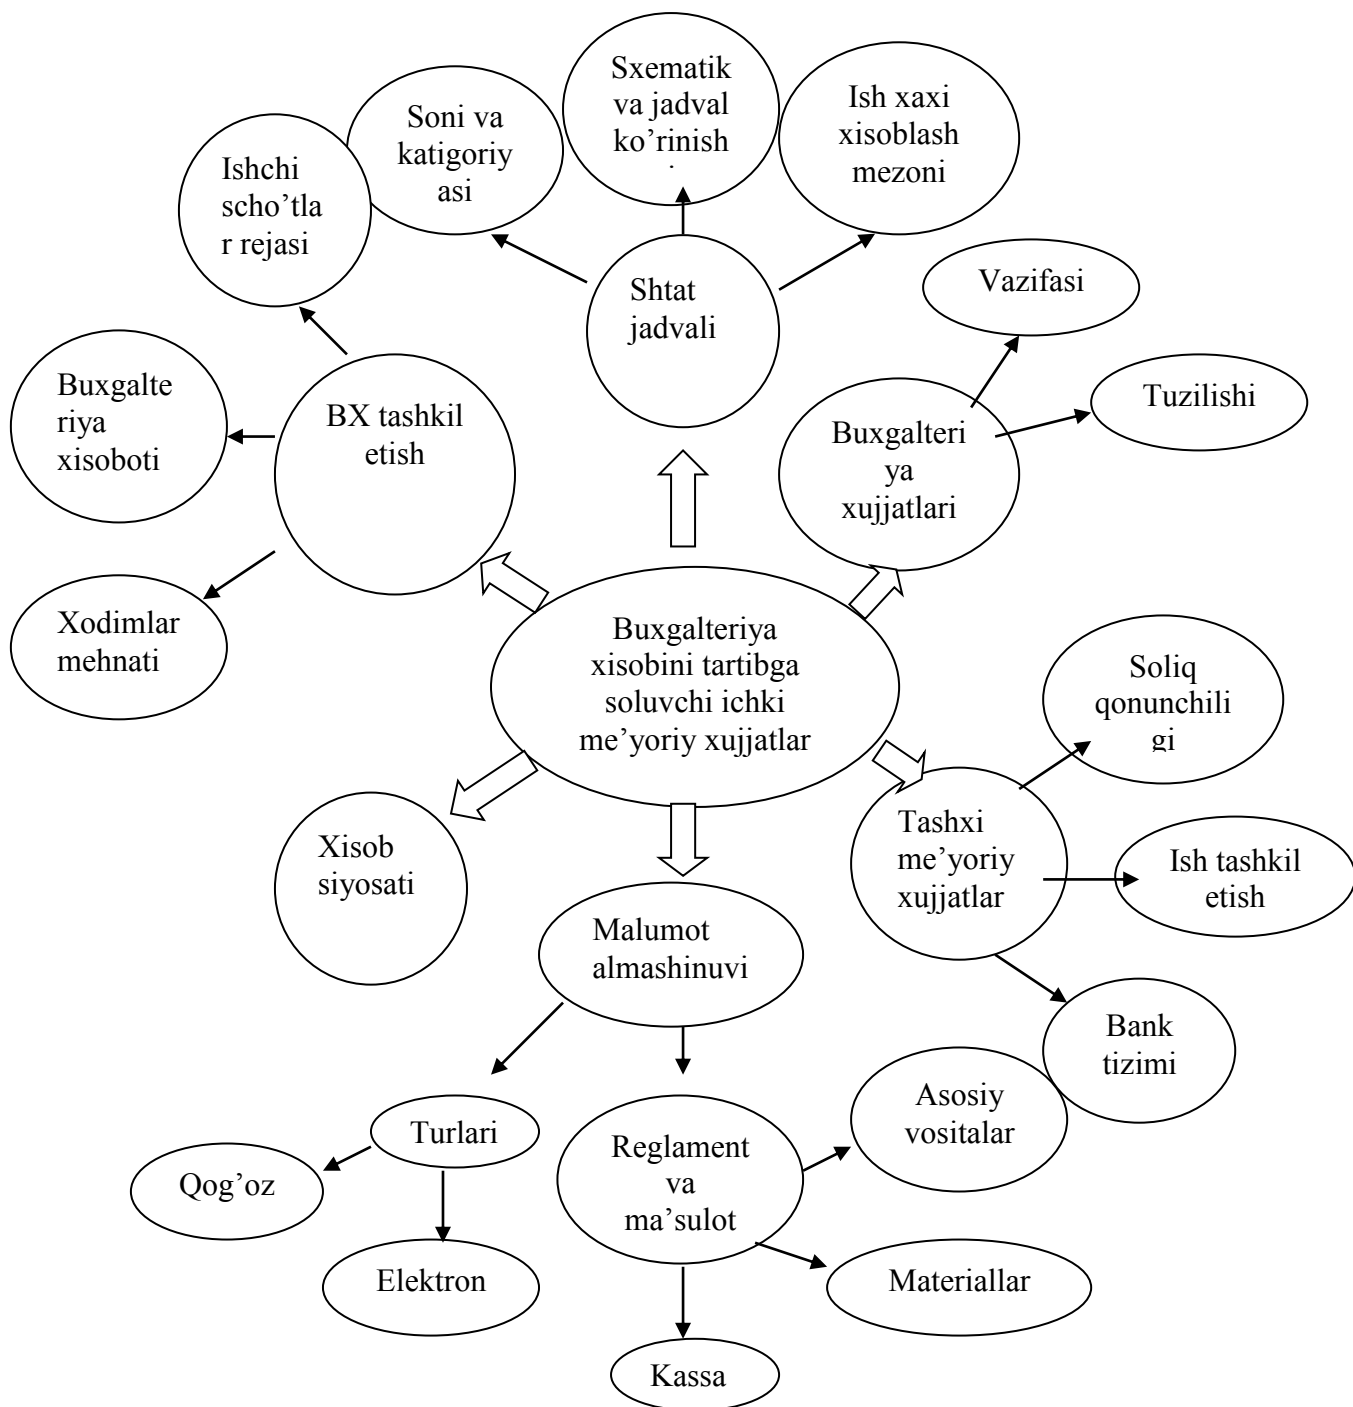 Sxematik
va jadval
ko’rinish
Ish xaxi
xisoblash
mezoni
Soni va
katigoriy
asi
Ishchi
scho’tla
r rejasi
Vazifasi
Shtat
jadvali
Tuzilishi
Buxgalte
riya
xisoboti
BX tashkil
etish
Buxgalteri
ya
xujjatlari
Xodimlar
mehnati
Buxgalteriya
xisobini tartibga
soluvchi ichki
me’yoriy xujjatlar
Soliq
qonunchili
gi
Xisob
siyosati
Tashxi
me’yoriy
xujjatlar
Ish tashkil
etish
Malumot
almashinuvi
Bank
tizimi
Asosiy
vositalar
Turlari
Reglament
va
ma’sulot
Qog’oz
Elektron
Materiallar
Kassa